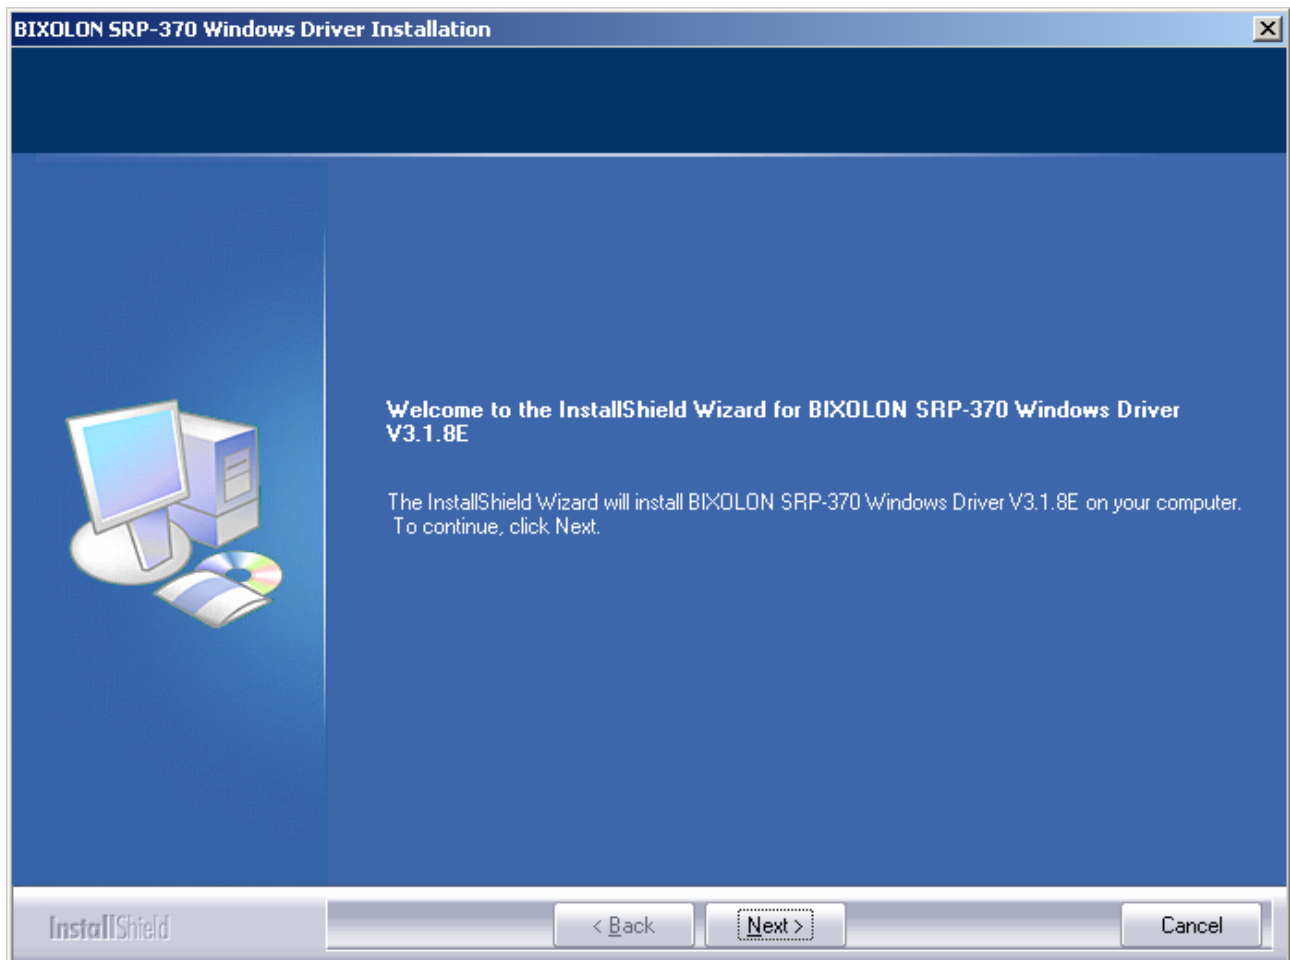 BIXOLON SRP-370 Windows Driver Installation
Welcome to the InstallShield Wizard for BIXOLON SRP-370 Windows Driver
V3.1.8E
The InstallShield Wizard will install BIXOLON SRP-370 Windows Driver V3.1.8E on your computer.
To continue, click Next.
InstallShield
< Back
Next >
Cancel